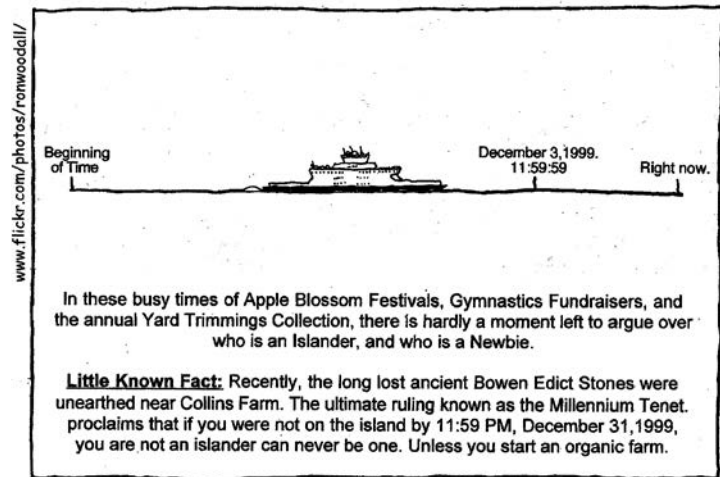 www.flickr.com/photos/ronwoodall/
Beginning
of Time
December 3,1999.
11:59:59
Right now.
In these busy times of Apple Blossom Festivals, Gymnastics Fundraisers, and
the annual Yard Trimmings Collection, there is hardly a moment left to argue over
who is an Islander, and who is a Newbie.
Little Known Fact: Recently, the long lost ancient Bowen Edict Stones were
unearthed near Collins Farm. The ultimate ruling known as the Millennium Tenet.
proclaims that if you were not on the island by 11:59 PM, December 31,1999,
you are not an islander can never be one. Unless you start an organic farm.